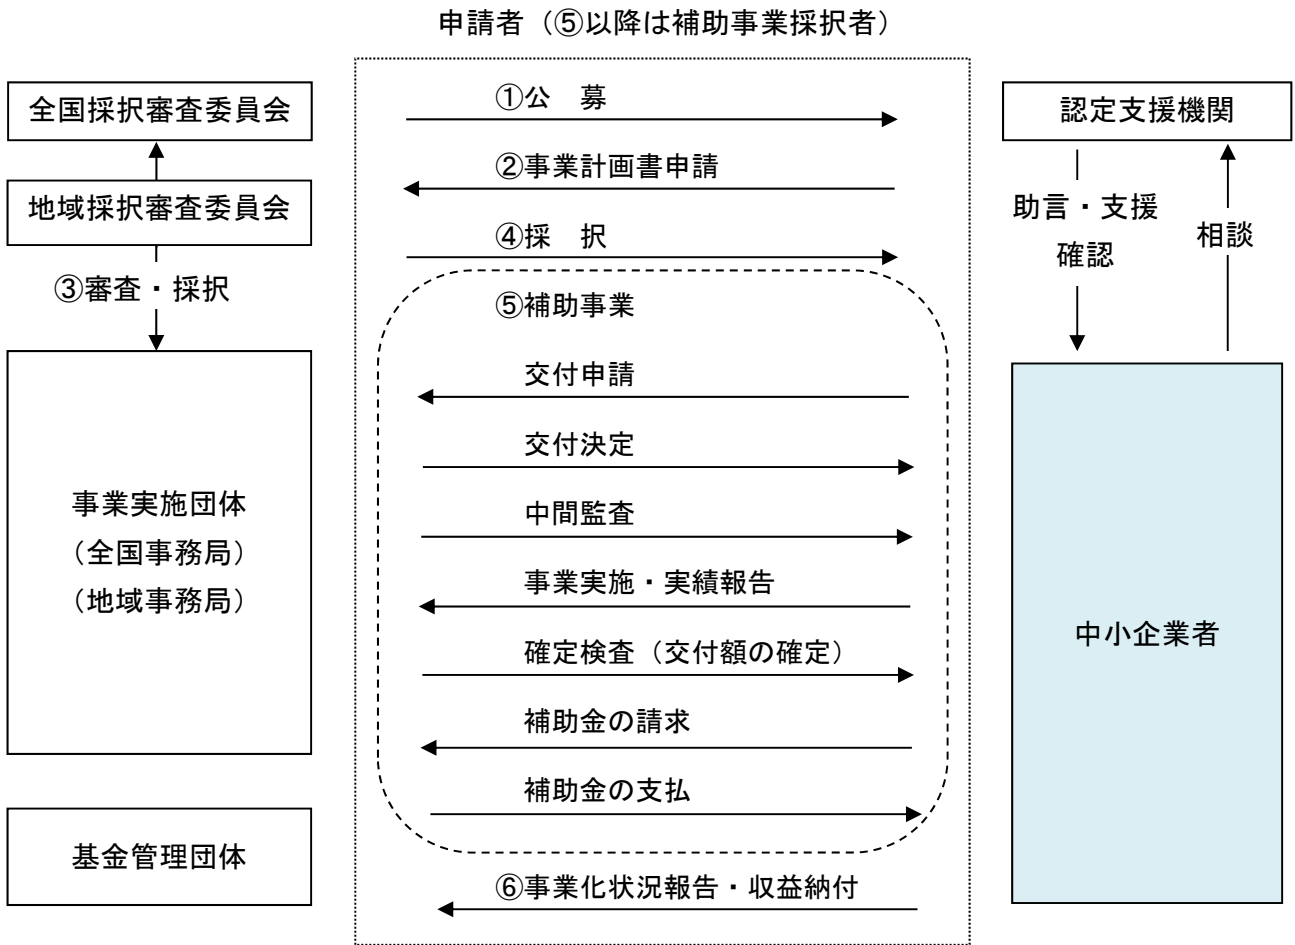 申請者（⑤以降は補助事業採択者）
全国採択審査委員会
地域採択審査委員会
③審査・採択
事業実施団体
（全国事務局）
（地域事務局）
基金管理団体
①公　募
②事業計画書申請
④採　択
⑤補助事業
交付申請
交付決定
中間監査
事業実施・実績報告
確定検査（交付額の確定）
補助金の請求
補助金の支払
⑥事業化状況報告・収益納付
認定支援機関
助言・支援
確認
相談
中小企業者